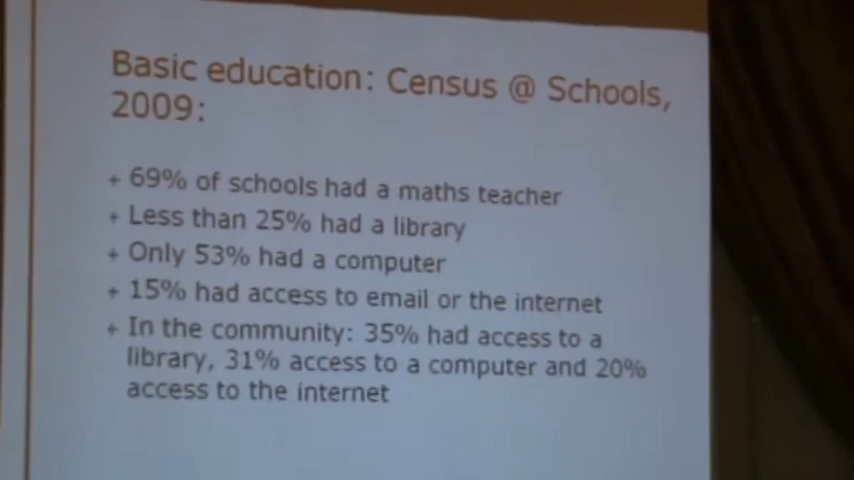 Basic education: Census @ Schools,
2009:
+ 69% of schools had a maths teacher
+ Less than 25% had a library
+ Only 53% had a computer
+ 15% had access to email or the internet
+ In the community: 35% had access to a
library, 31% access to a computer and 20%
access to the internet